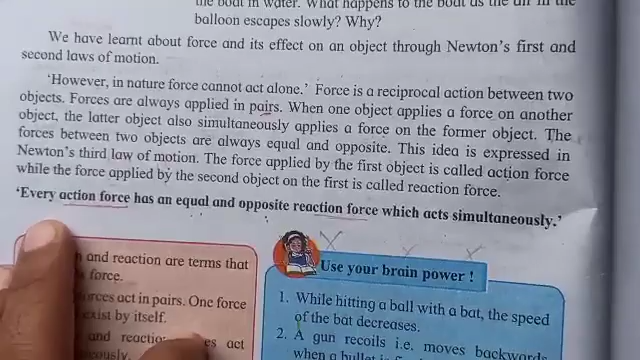 the boat in water. What happens to the boat as the air in the
balloon escapes slowly? Why?
We have learnt about force and its effect on an object through Newton's first and
second laws of motion.
'However, in nature force cannot act alone.' Force is a reciprocal action between two
objects. Forces are always applied in pairs. When one object applies a force on another
object, the latter object also simultaneously applies a force on the former object. The
forces between two objects are always equal and opposite. This idea is expressed in
Newton's third law of motion. The force applied by the first object is called action force
while the force applied by the second object on the first is called reaction force.
'Every action force has an equal and opposite reaction force which acts simultaneously.'
and reaction are terms that
force.
forces act in pairs. One force
exist by itself.
and reaction
act
Use your brain power !
1. While hitting a ball with a bat, the speed
of the bat decreases.
2. A gun recoils i.e. moves backwards
when a bullet is